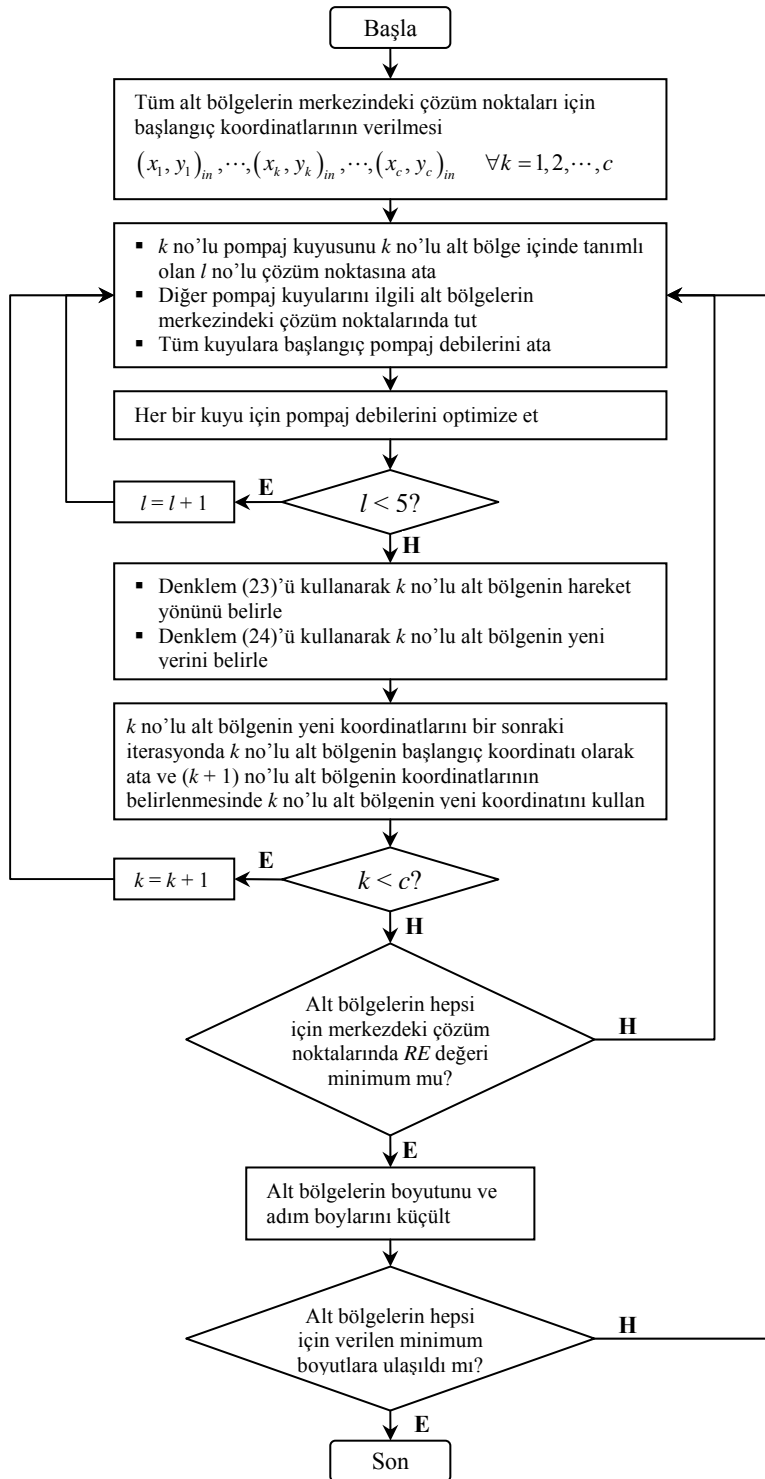 Başla
Tüm alt bölgelerin merkezindeki çözüm noktaları için
başlangıç koordinatlarının verilmesi
(x₁, y₁)ᵢₙ ,⋯,(xₖ, yₖ)ᵢₙ ,⋯,(x_c, y_c)ᵢₙ ∀k = 1, 2,⋯, c
▪ k no’lu pompaj kuyusunu k no’lu alt bölge içinde tanımlı
olan l no’lu çözüm noktasına ata
▪ Diğer pompaj kuyularını ilgili alt bölgelerin
merkezindeki çözüm noktalarında tut
▪ Tüm kuyulara başlangıç pompaj debilerini ata
Her bir kuyu için pompaj debilerini optimize et
l = l + 1
E
l < 5?
H
▪ Denklem (23)’ü kullanarak k no’lu alt bölgenin hareket
yönünü belirle
▪ Denklem (24)’ü kullanarak k no’lu alt bölgenin yeni
yerini belirle
k no’lu alt bölgenin yeni koordinatlarını bir sonraki
iterasyonda k no’lu alt bölgenin başlangıç koordinatı olarak
ata ve (k + 1) no’lu alt bölgenin koordinatlarının
belirlenmesinde k no’lu alt bölgenin yeni koordinatını kullan
k = k + 1
E
k < c?
H
Alt bölgelerin hepsi
için merkezdeki çözüm
noktalarında RE değeri
minimum mu?
H
E
Alt bölgelerin boyutunu ve
adım boylarını küçült
Alt bölgelerin hepsi
için verilen minimum
boyutlara ulaşıldı mı?
H
E
Son